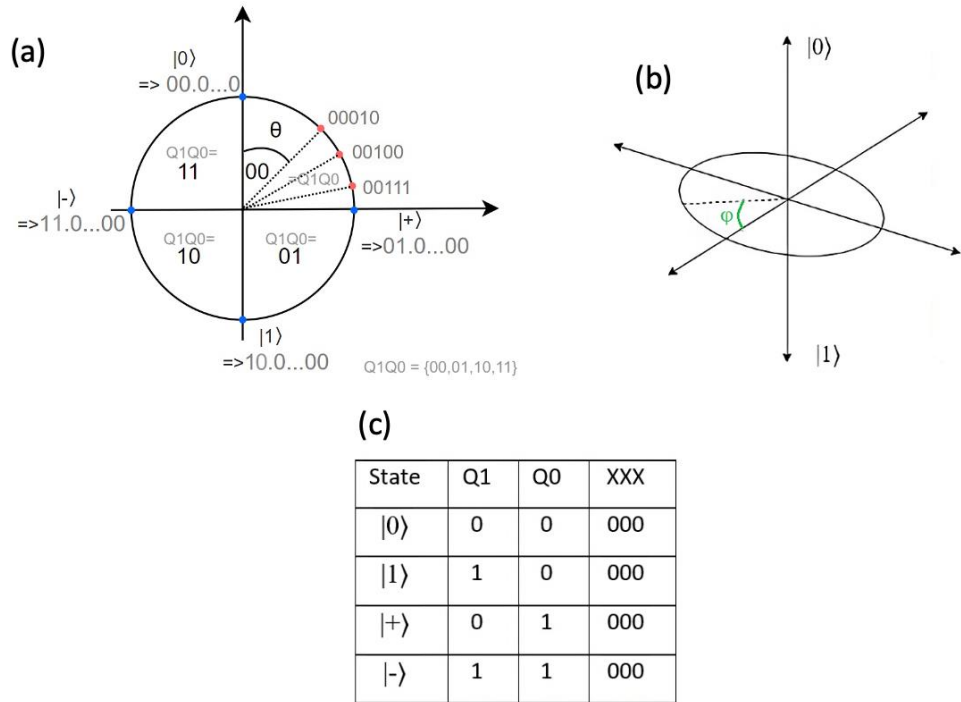 (a)
|0⟩
=> 00.0...0
00010
θ
00100
Q1Q0=
11
00
=Q1Q0
00111
|-⟩
=>11.0...00
|+⟩
=>01.0...00
Q1Q0=
10
Q1Q0=
01
|1⟩
=>10.0...00
Q1Q0 = {00,01,10,11}
(b)
|0⟩
φ
|1⟩
(c)
State Q1 Q0 XXX
|0⟩ 0 0 000
|1⟩ 1 0 000
|+⟩ 0 1 000
|-⟩ 1 1 000